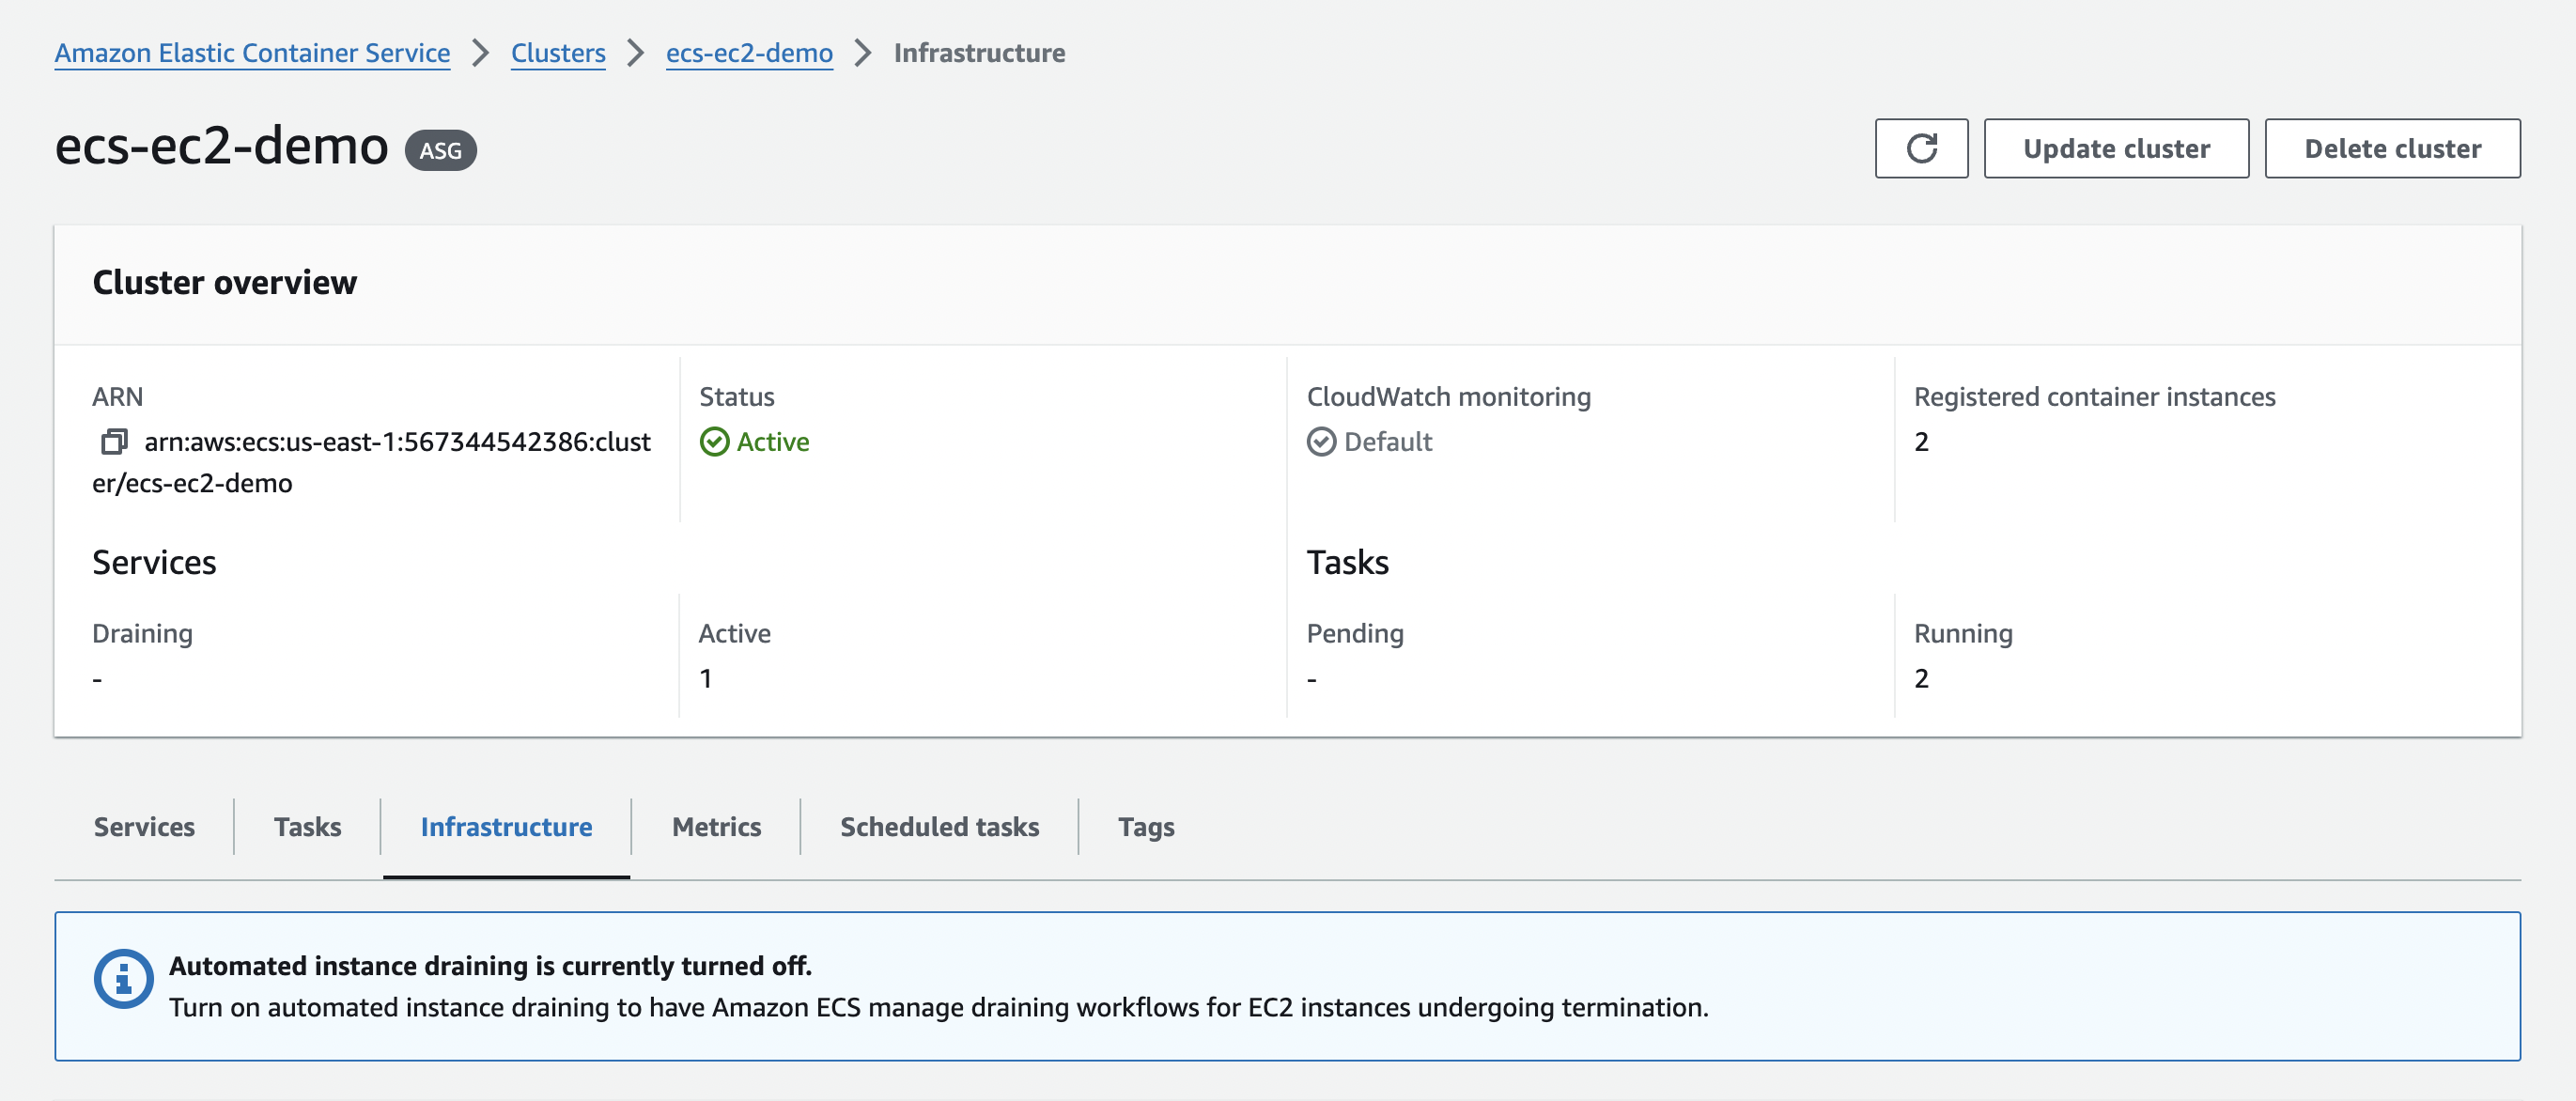 Amazon Elastic Container Service > Clusters > ecs-ec2-demo > Infrastructure
ecs-ec2-demo ASG
Update cluster
Delete cluster
Cluster overview
ARN
arn:aws:ecs:us-east-1:567344542386:clust
er/ecs-ec2-demo
Status
Active
CloudWatch monitoring
Default
Registered container instances
2
Services
Draining
-
Active
1
Tasks
Pending
-
Running
2
Services
Tasks
Infrastructure
Metrics
Scheduled tasks
Tags
Automated instance draining is currently turned off.
Turn on automated instance draining to have Amazon ECS manage draining workflows for EC2 instances undergoing termination.